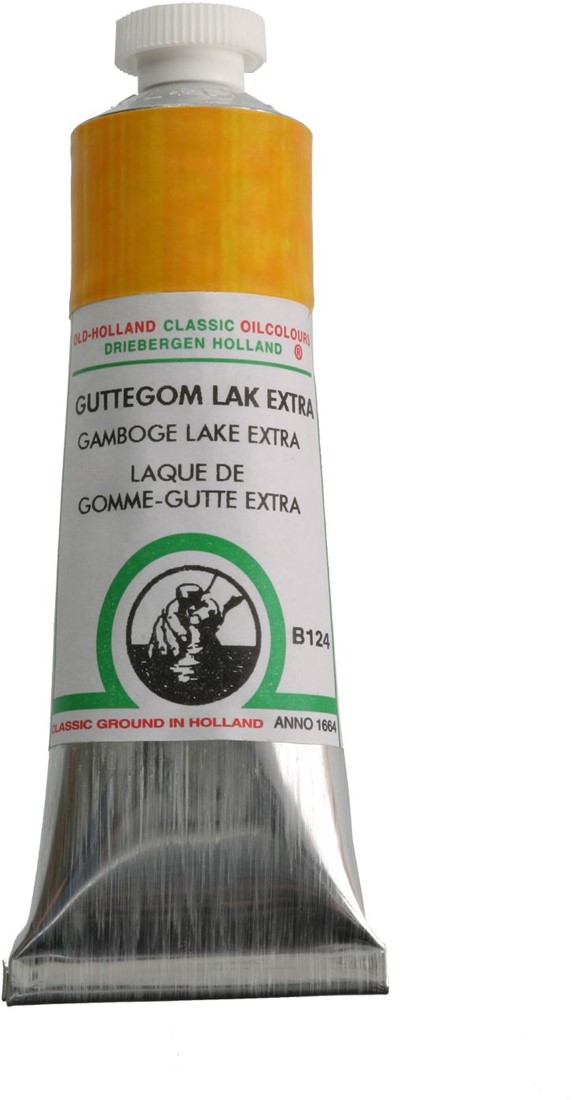 OLD-HOLLAND CLASSIC OILCOLOURS
DRIEBERGEN HOLLAND ®
GUTTEGOM LAK EXTRA
GAMBOGE LAKE EXTRA
LAQUE DE
GOMME-GUTTE EXTRA
B124
CLASSIC GROUND IN HOLLAND ANNO 1664